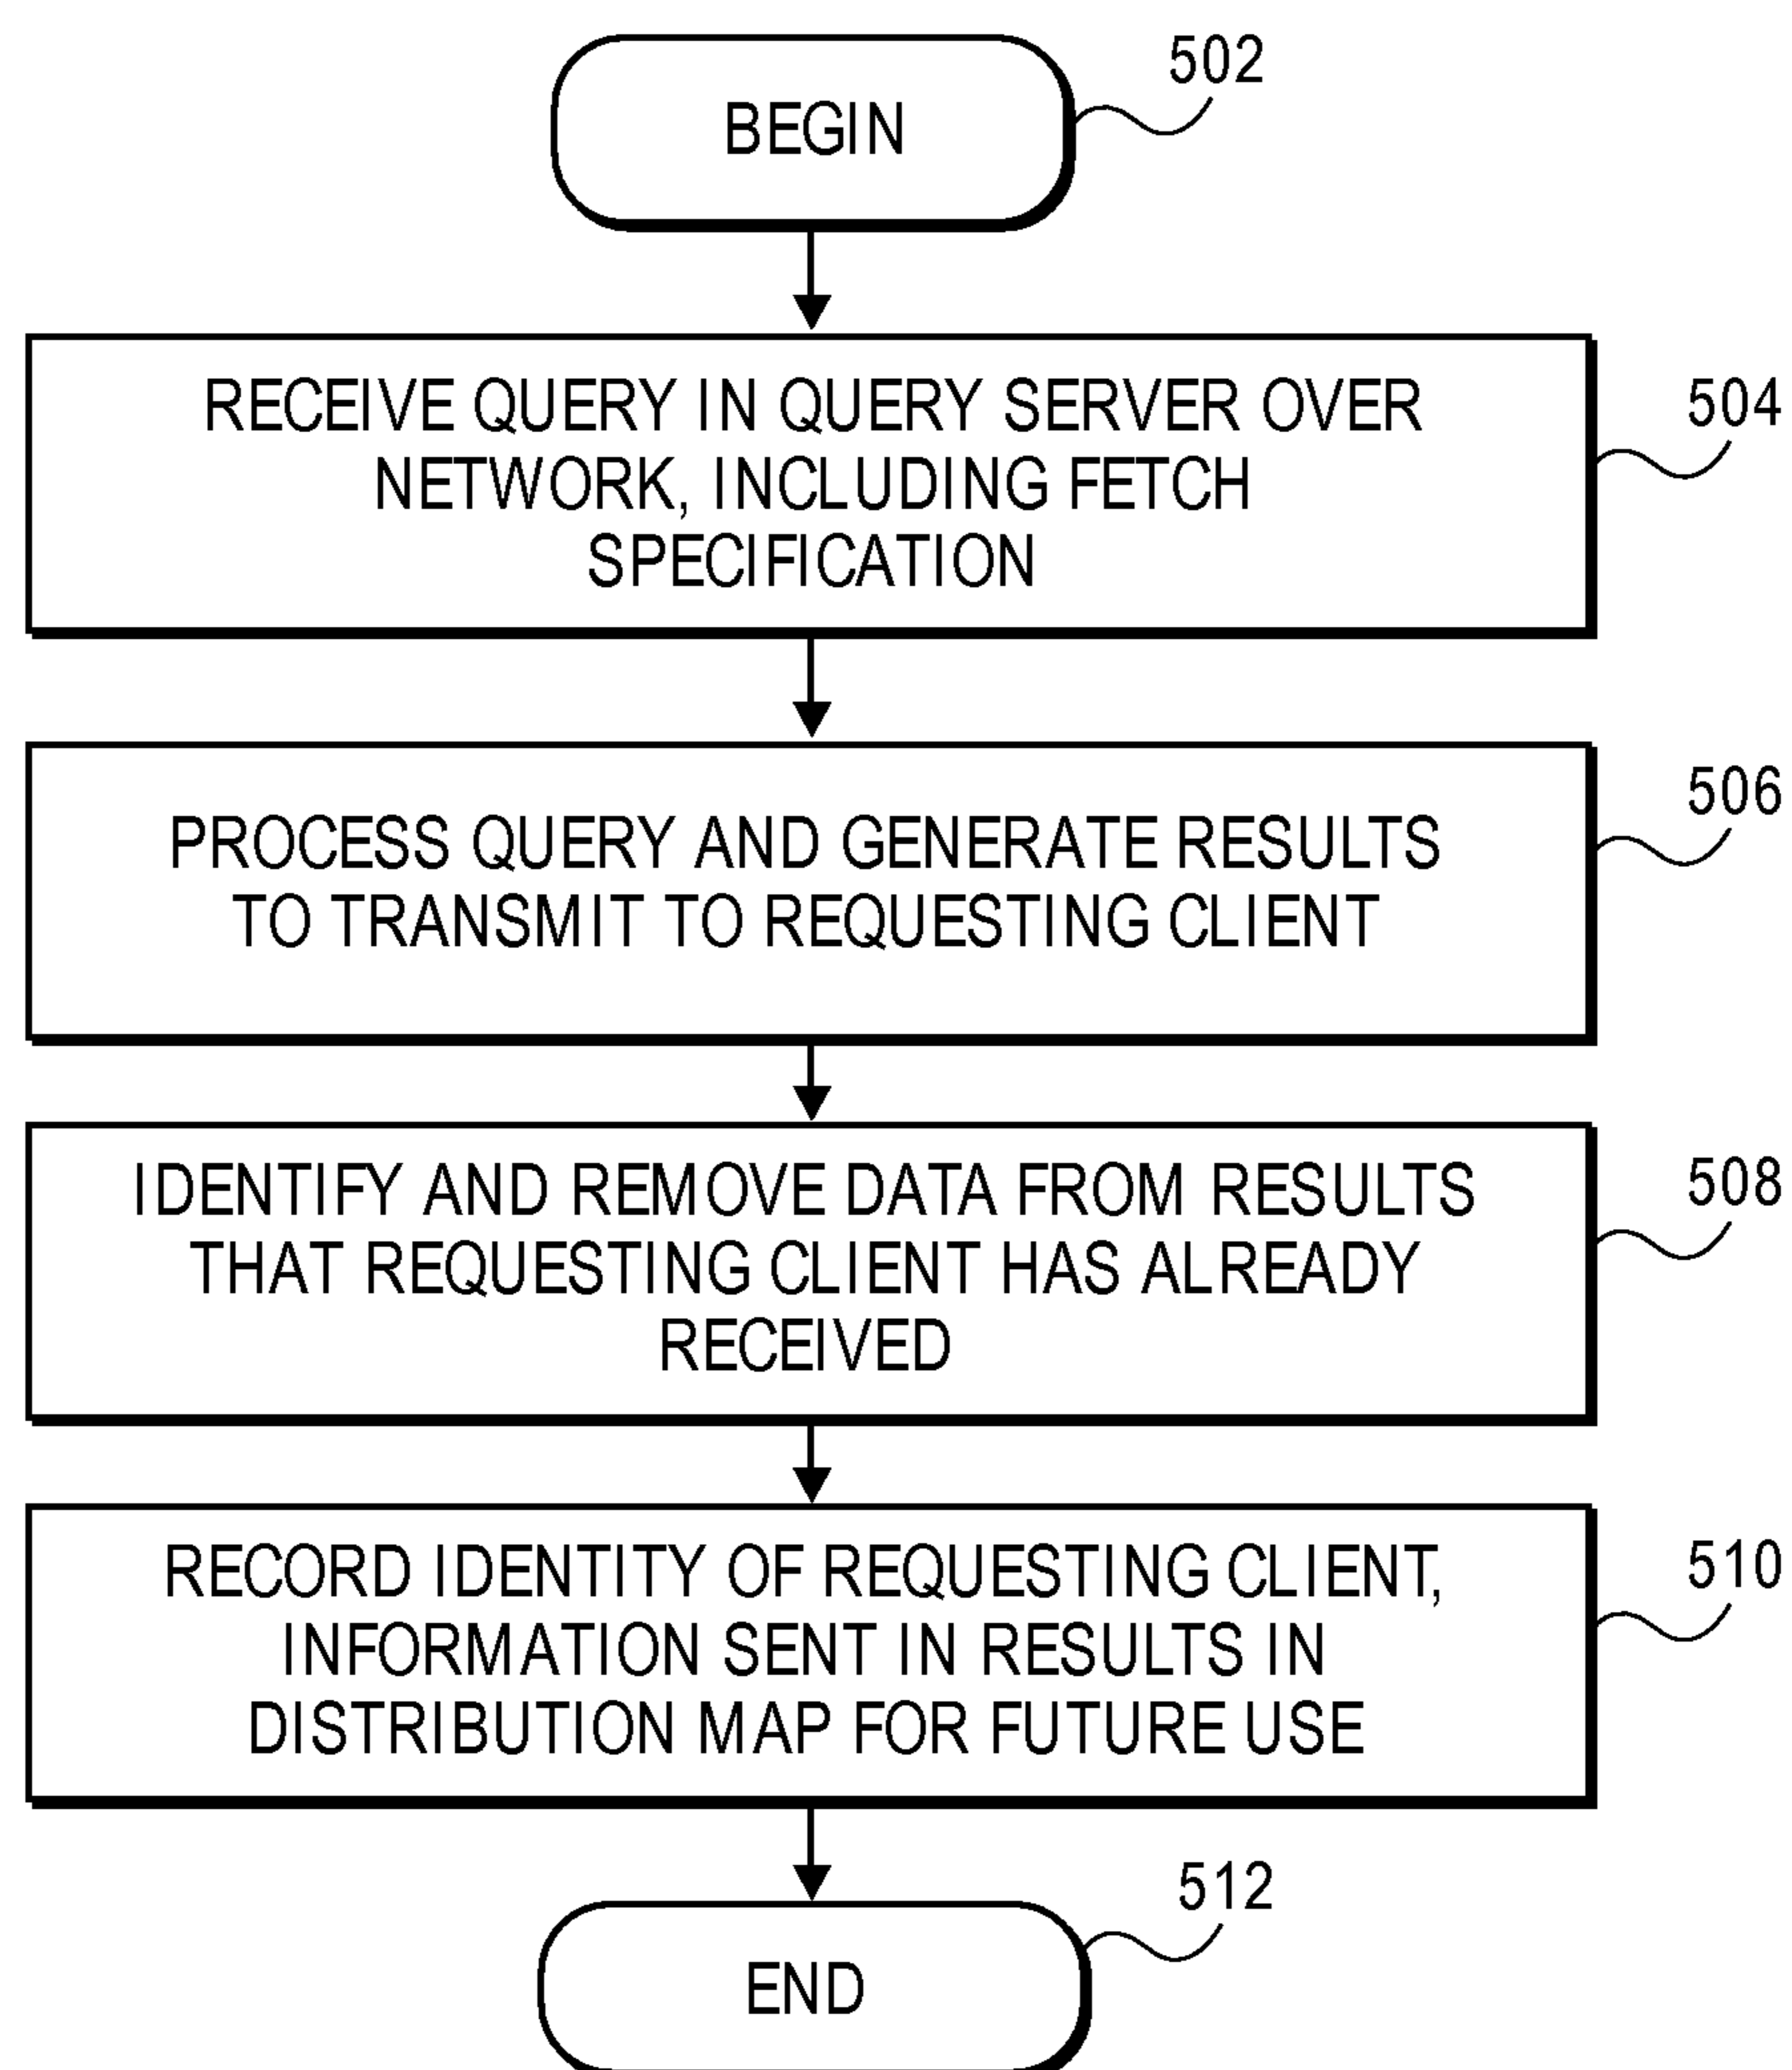 502
BEGIN
RECEIVE QUERY IN QUERY SERVER OVER
NETWORK, INCLUDING FETCH
SPECIFICATION
504
PROCESS QUERY AND GENERATE RESULTS
TO TRANSMIT TO REQUESTING CLIENT
506
IDENTIFY AND REMOVE DATA FROM RESULTS
THAT REQUESTING CLIENT HAS ALREADY
RECEIVED
508
RECORD IDENTITY OF REQUESTING CLIENT,
INFORMATION SENT IN RESULTS IN
DISTRIBUTION MAP FOR FUTURE USE
510
END
512